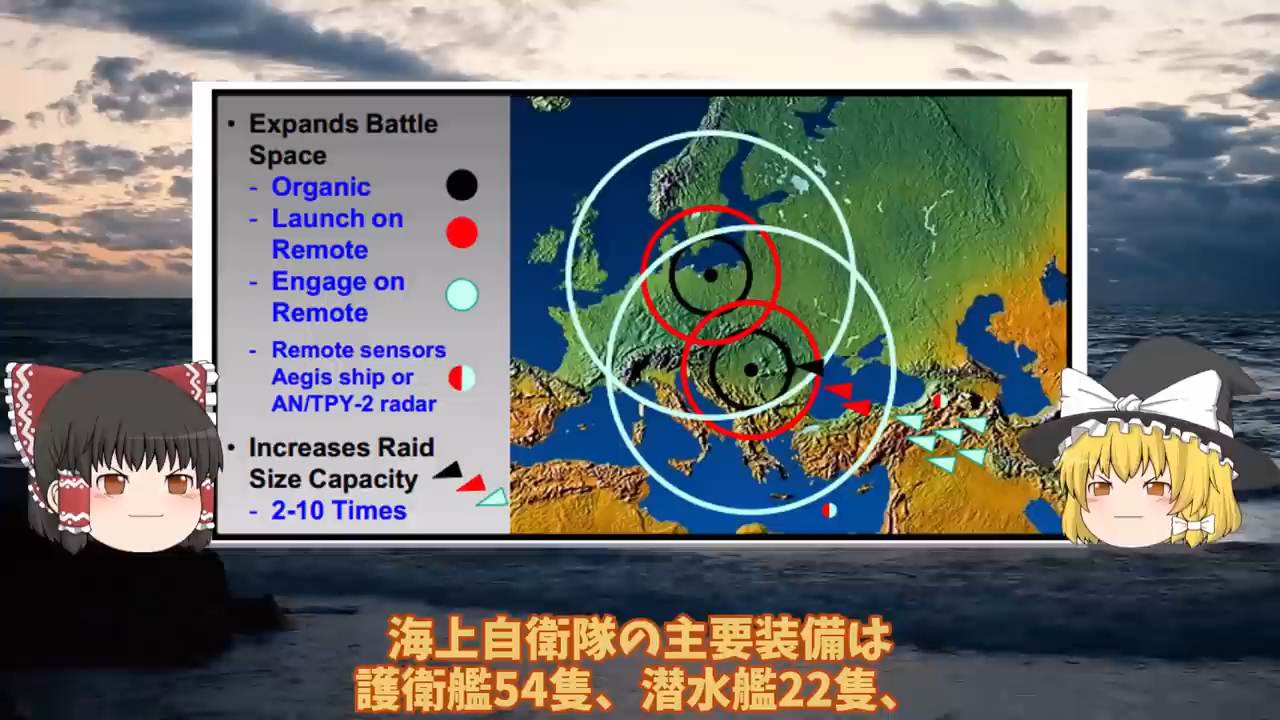 • Expands Battle
Space
- Organic
- Launch on
Remote
- Engage on
Remote
- Remote sensors
Aegis ship or
AN/TPY-2 radar
• Increases Raid
Size Capacity
- 2-10 Times
海上自衛隊の主要装備は
護衛艦54隻、潜水艦22隻、